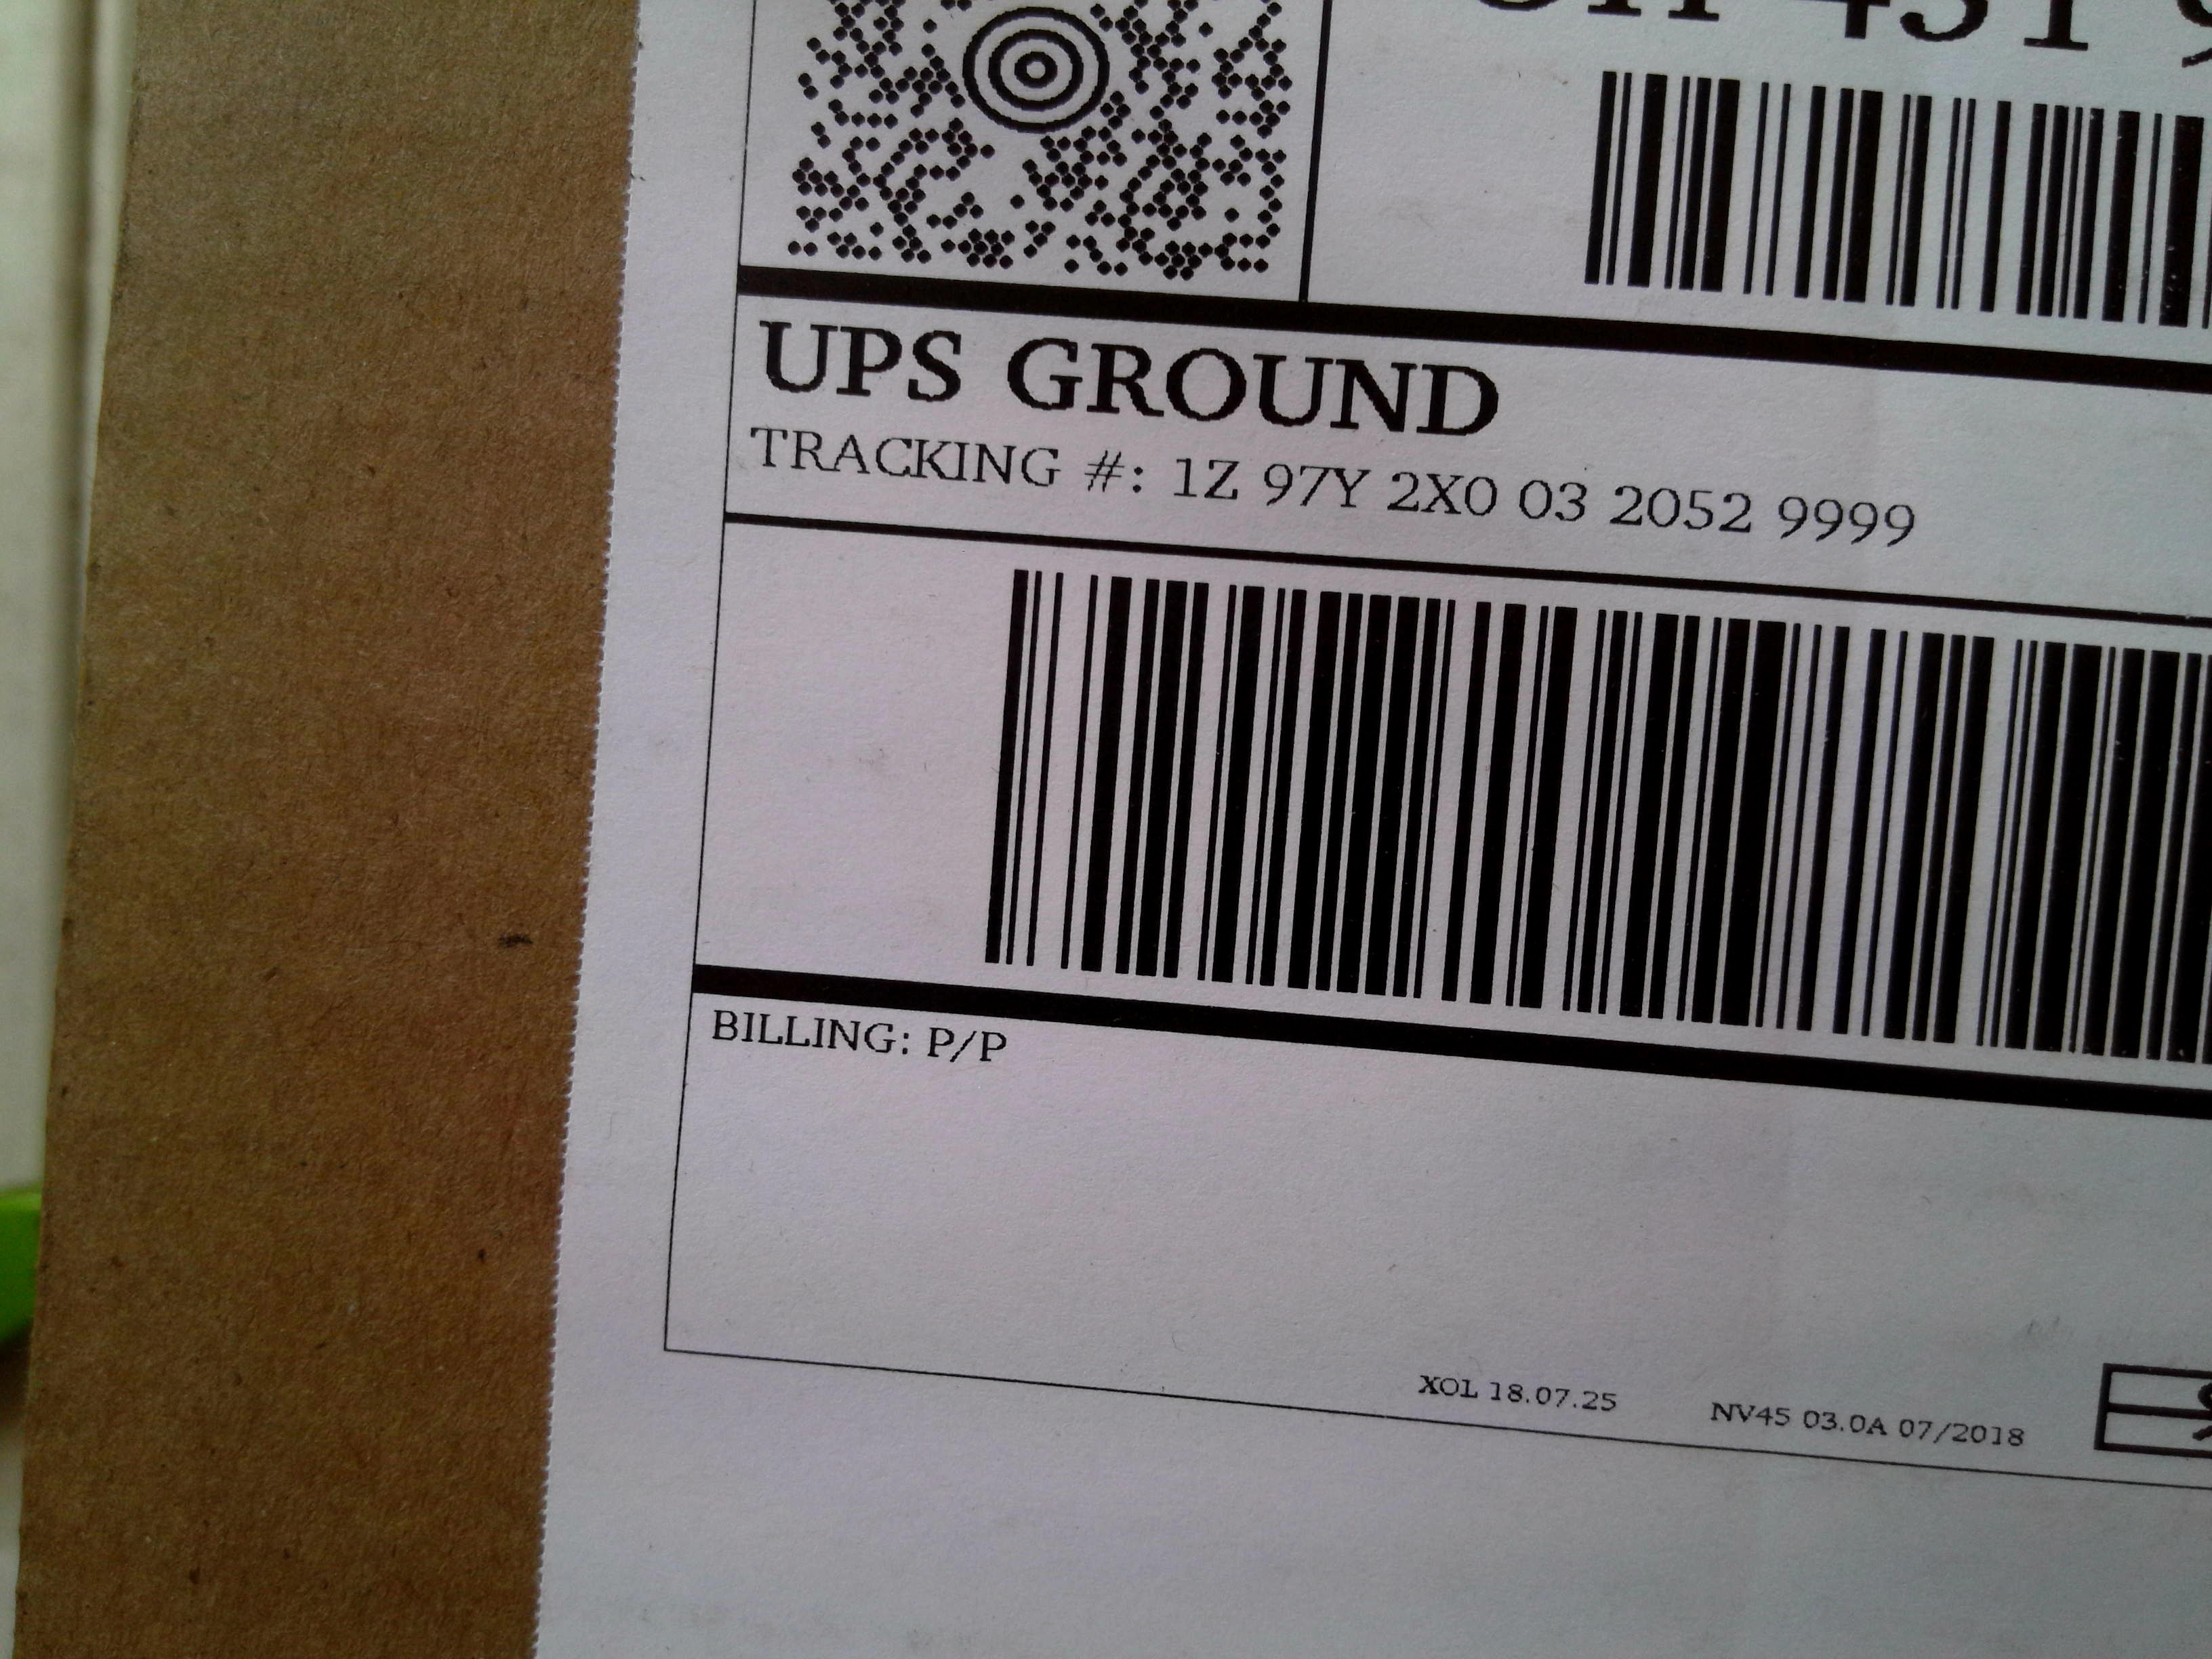 UPS GROUND
TRACKING #: 1Z 97Y 2X0 03 2052 9999
BILLING: P/P
XOL 18.07.25 NV45 03.0A 07/2018